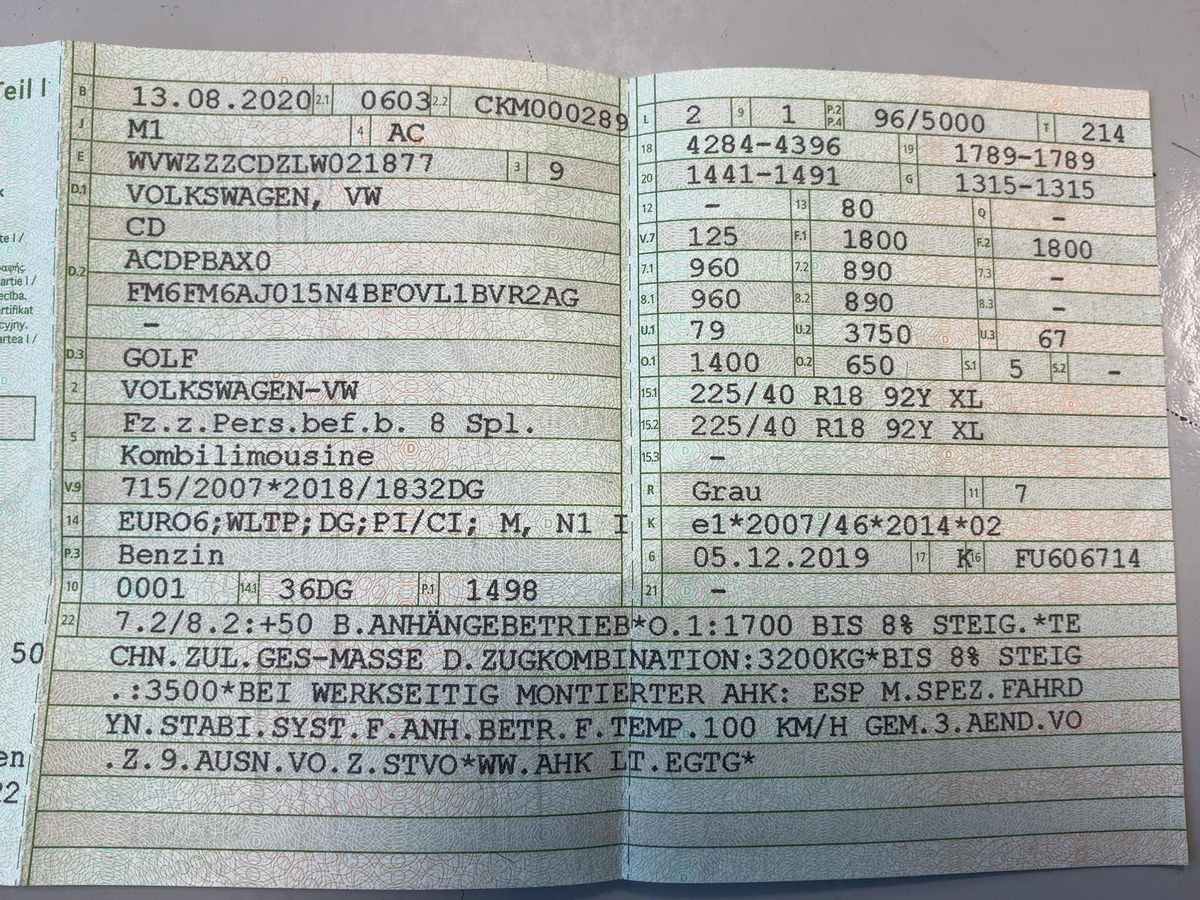 Teil I
B 13.08.2020 2.1 0603 2.2 CKM000289
J M1 4 AC
E WVWZZZCDZLW021877 3 9
D.1 VOLKSWAGEN, VW
CD
D.2 ACDPBAX0
FM6FM6AJ015N4BFOVL1BVR2AG
–
D.3 GOLF
2 VOLKSWAGEN-VW
5 Fz.z.Pers.bef.b. 8 Spl.
Kombilimousine
V.9 715/2007*2018/1832DG
14 EURO6;WLTP;DG;PI/CI; M, N1 I
P.3 Benzin
10 0001 14.1 36DG P.1 1498
L 2 9 1 P.2 P.4 96/5000 T 214
18 4284-4396 19 1789-1789
20 1441-1491 G 1315-1315
12 – 13 80 Q –
V.7 125 F.1 1800 F.2 1800
7.1 960 7.2 890 7.3 –
8.1 960 8.2 890 8.3 –
U.1 79 U.2 3750 U.3 67
O.1 1400 O.2 650 S.1 5 S.2 –
15.1 225/40 R18 92Y XL
15.2 225/40 R18 92Y XL
15.3 –
R Grau 11 7
K e1*2007/46*2014*02
6 05.12.2019 17 K 16 FU606714
21 –
22 7.2/8.2:+50 B.ANHÄNGEBETRIEB*O.1:1700 BIS 8% STEIG.*TE
CHN.ZUL.GES-MASSE D.ZUGKOMBINATION:3200KG*BIS 8% STEIG
.:3500*BEI WERKSEITIG MONTIERTER AHK: ESP M.SPEZ.FAHRD
YN.STABI.SYST.F.ANH.BETR.F.TEMP.100 KM/H GEM.3.AEND.VO
.Z.9.AUSN.VO.Z.STVO*WW.AHK LT.EGTG*
50